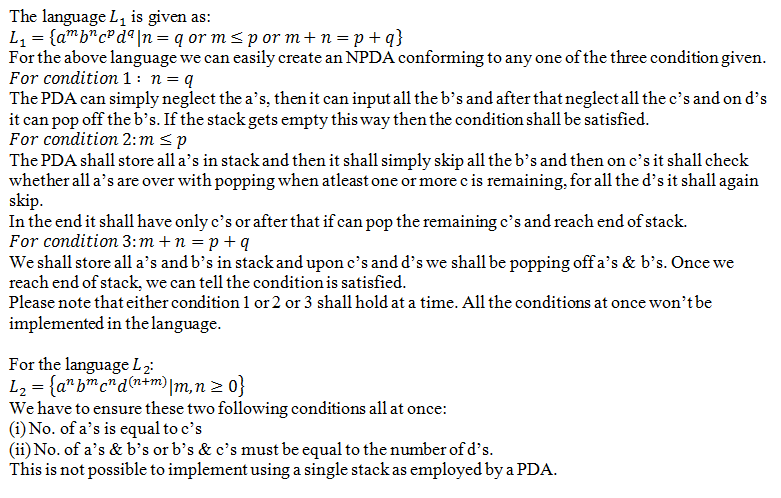 The language L₁ is given as:
L₁ = {aᵐbⁿcᵖd^q|n = q or m ≤ p or m + n = p + q}
For the above language we can easily create an NPDA conforming to any one of the three condition given.
For condition 1 : n = q
The PDA can simply neglect the a's, then it can input all the b's and after that neglect all the c's and on d's
it can pop off the b's. If the stack gets empty this way then the condition shall be satisfied.
For condition 2: m ≤ p
The PDA shall store all a's in stack and then it shall simply skip all the b's and then on c's it shall check
whether all a's are over with popping when atleast one or more c is remaining, for all the d's it shall again
skip.
In the end it shall have only c's or after that if can pop the remaining c's and reach end of stack.
For condition 3: m + n = p + q
We shall store all a's and b's in stack and upon c's and d's we shall be popping off a's & b's. Once we
reach end of stack, we can tell the condition is satisfied.
Please note that either condition 1 or 2 or 3 shall hold at a time. All the conditions at once won't be
implemented in the language.
For the language L₂:
L₂ = {aⁿbᵐcⁿd⁽ⁿ⁺ᵐ⁾|m, n ≥ 0}
We have to ensure these two following conditions all at once:
(i) No. of a's is equal to c's
(ii) No. of a's & b's or b's & c's must be equal to the number of d's.
This is not possible to implement using a single stack as employed by a PDA.